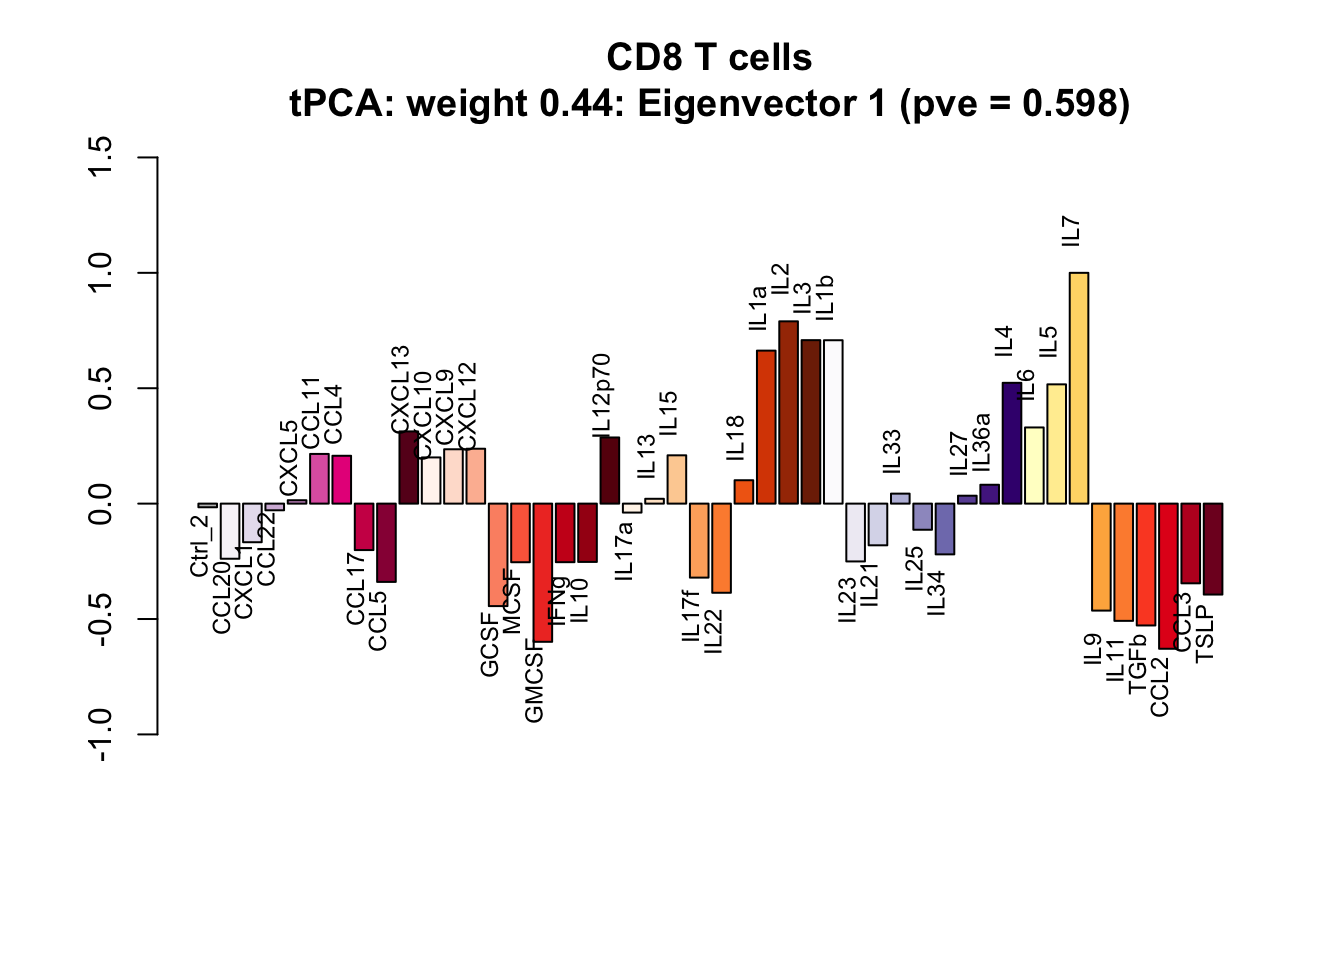 CD8 T cells
tPCA: weight 0.44: Eigenvector 1 (pve = 0.598)
1.5
1.0
0.5
0.0
-0.5
-1.0
Ctrl_2
CCL20
CXCL1
CCL22
CXCL5
CCL11
CCL4
CCL17
CCL5
CXCL13
CXCL10
CXCL9
CXCL12
GCSF
MCSF
GMCSF
IFNg
IL10
IL12p70
IL17a
IL13
IL15
IL17f
IL22
IL18
IL1a
IL2
IL3
IL1b
IL23
IL21
IL33
IL25
IL34
IL27
IL36a
IL4
IL6
IL5
IL7
IL9
IL11
TGFb
CCL2
CCL3
TSLP